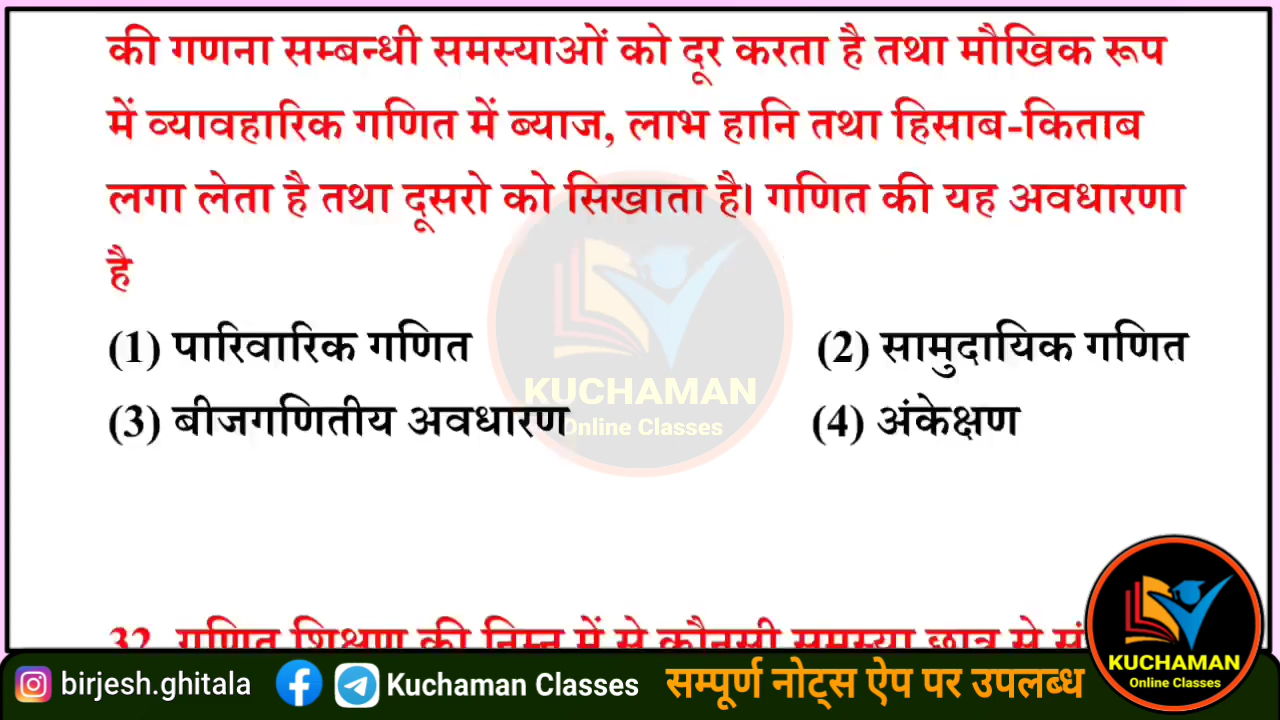 की गणना सम्बन्धी समस्याओं को दूर करता है तथा मौखिक रूप
में व्यावहारिक गणित में ब्याज, लाभ हानि तथा हिसाब-किताब
लगा लेता है तथा दूसरो को सिखाता है। गणित की यह अवधारणा
है
(1) पारिवारिक गणित (2) सामुदायिक गणित
(3) बीजगणितीय अवधारण (4) अंकेक्षण
KUCHAMAN
Online Classes
32. गणित शिक्षण की निम्न में से कौनसी समस्या छात्र से
KUCHAMAN
Online Classes
birjesh.ghitala Kuchaman Classes सम्पूर्ण नोट्स ऐप पर उपलब्ध